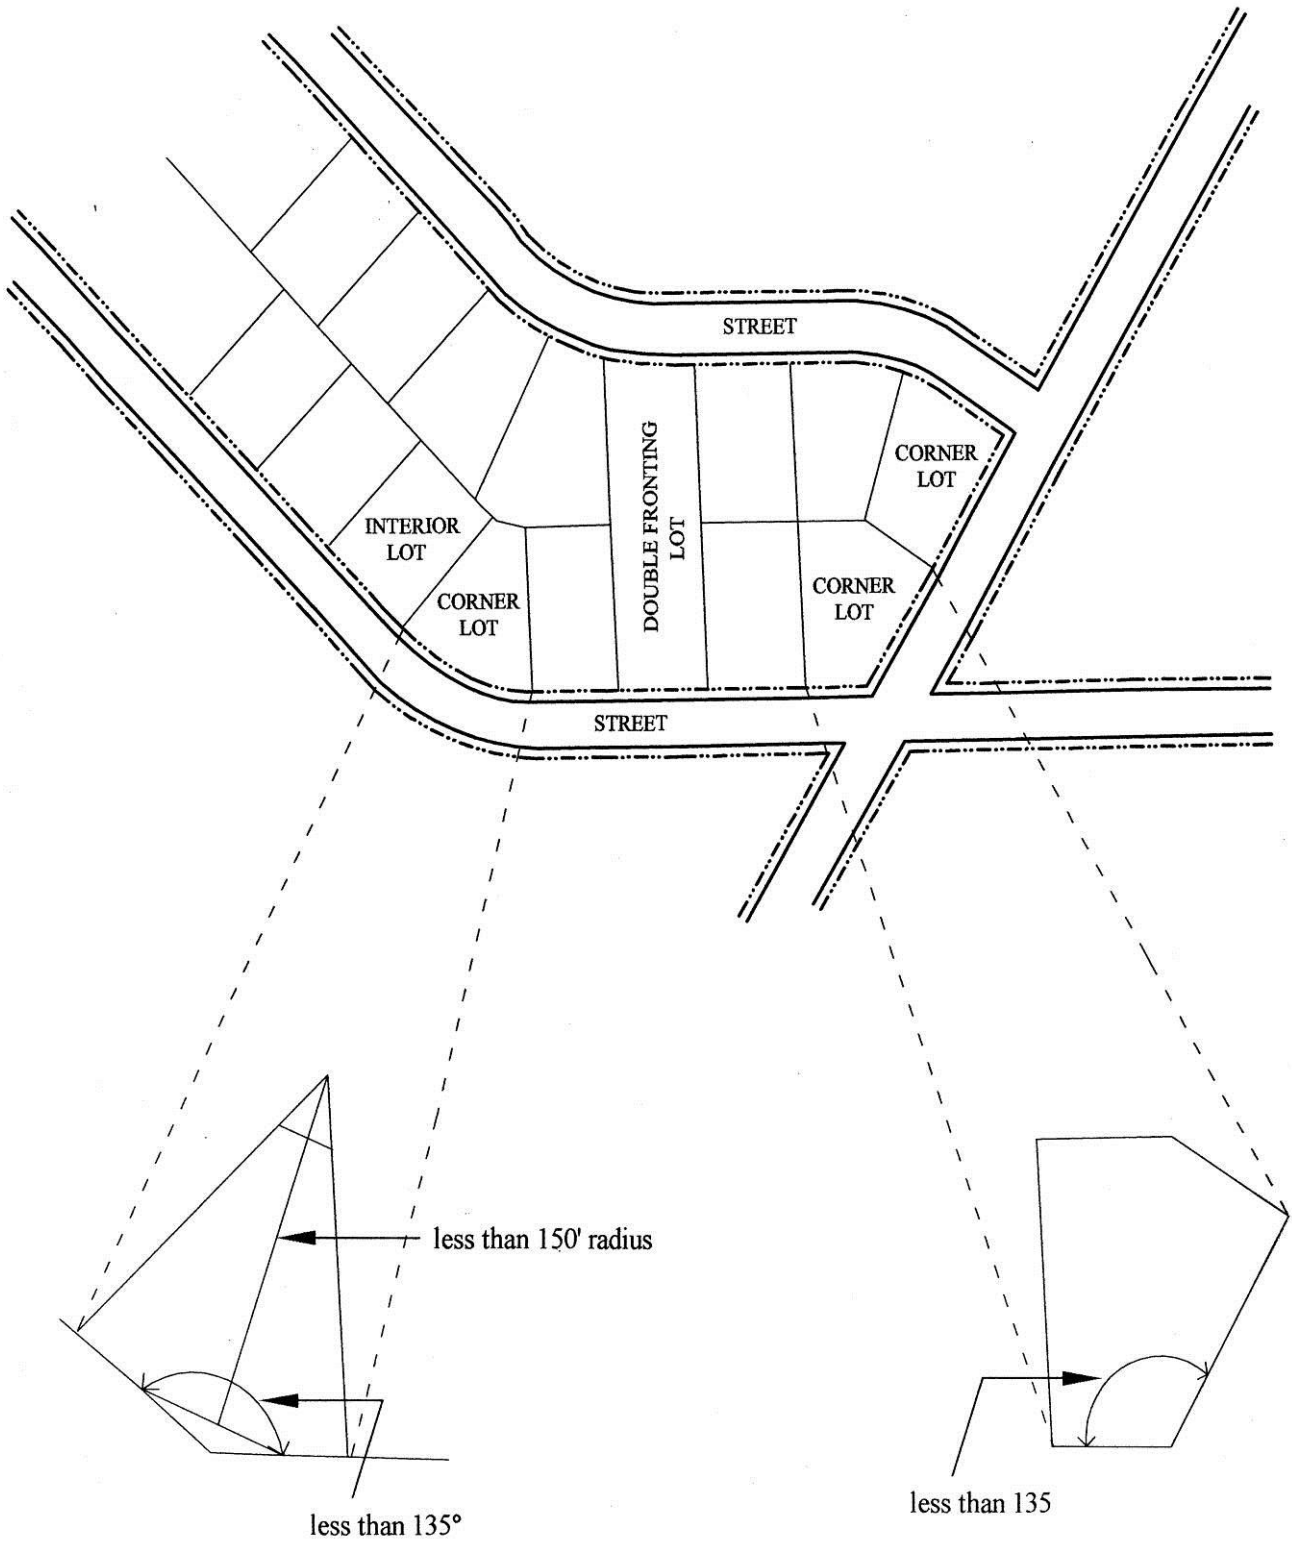 STREET
CORNER
LOT
DOUBLE FRONTING
LOT
INTERIOR
LOT
CORNER
LOT
CORNER
LOT
STREET
less than 150' radius
less than 135°
less than 135